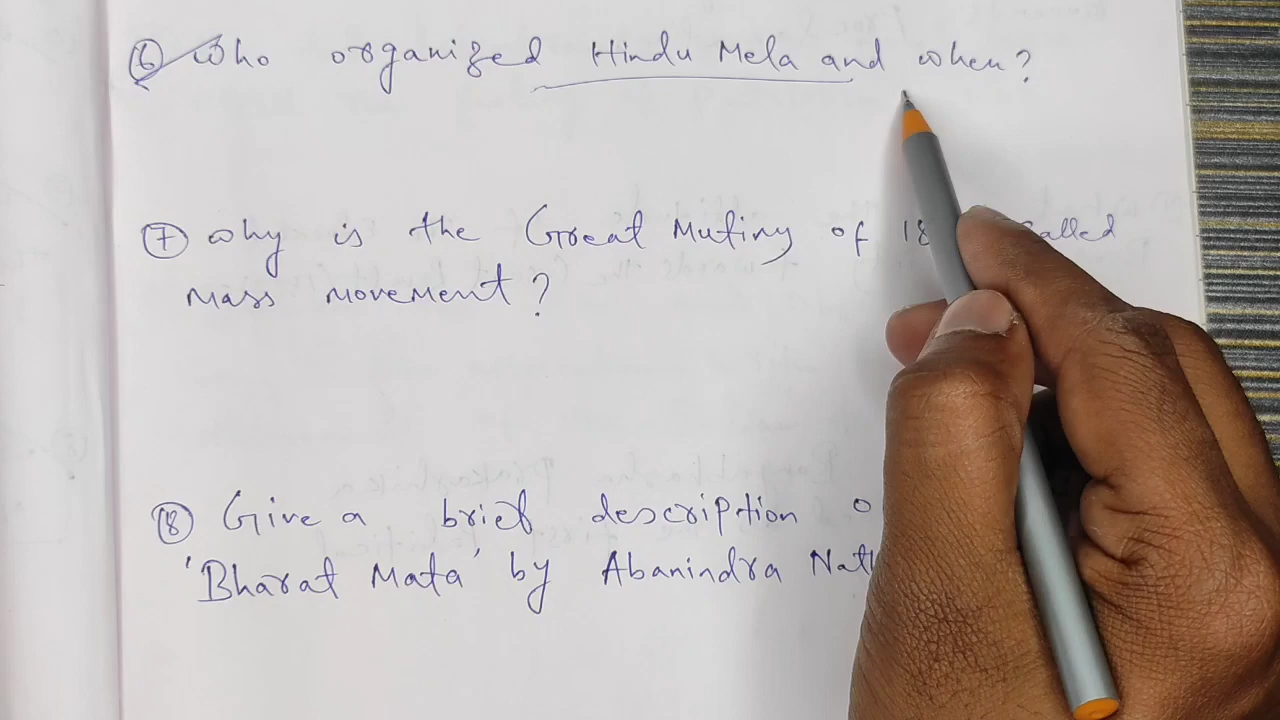 6 Who organized Hindu Mela and when?
7 Why is the Great Mutiny of 18 called
mass movement?
8 Give a brief description
'Bharat Mata' by Abanindra